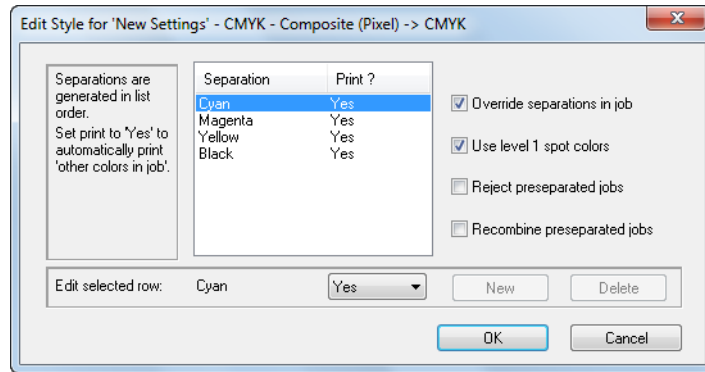 Edit Style for 'New Settings' - CMYK - Composite (Pixel) -> CMYK
Separations are
generated in list
order.
Set print to 'Yes' to
automatically print
'other colors in job'.
Separation Print ?
Cyan Yes
Magenta Yes
Yellow Yes
Black Yes
Override separations in job
Use level 1 spot colors
Reject preseparated jobs
Recombine preseparated jobs
Edit selected row: Cyan Yes New Delete
OK Cancel